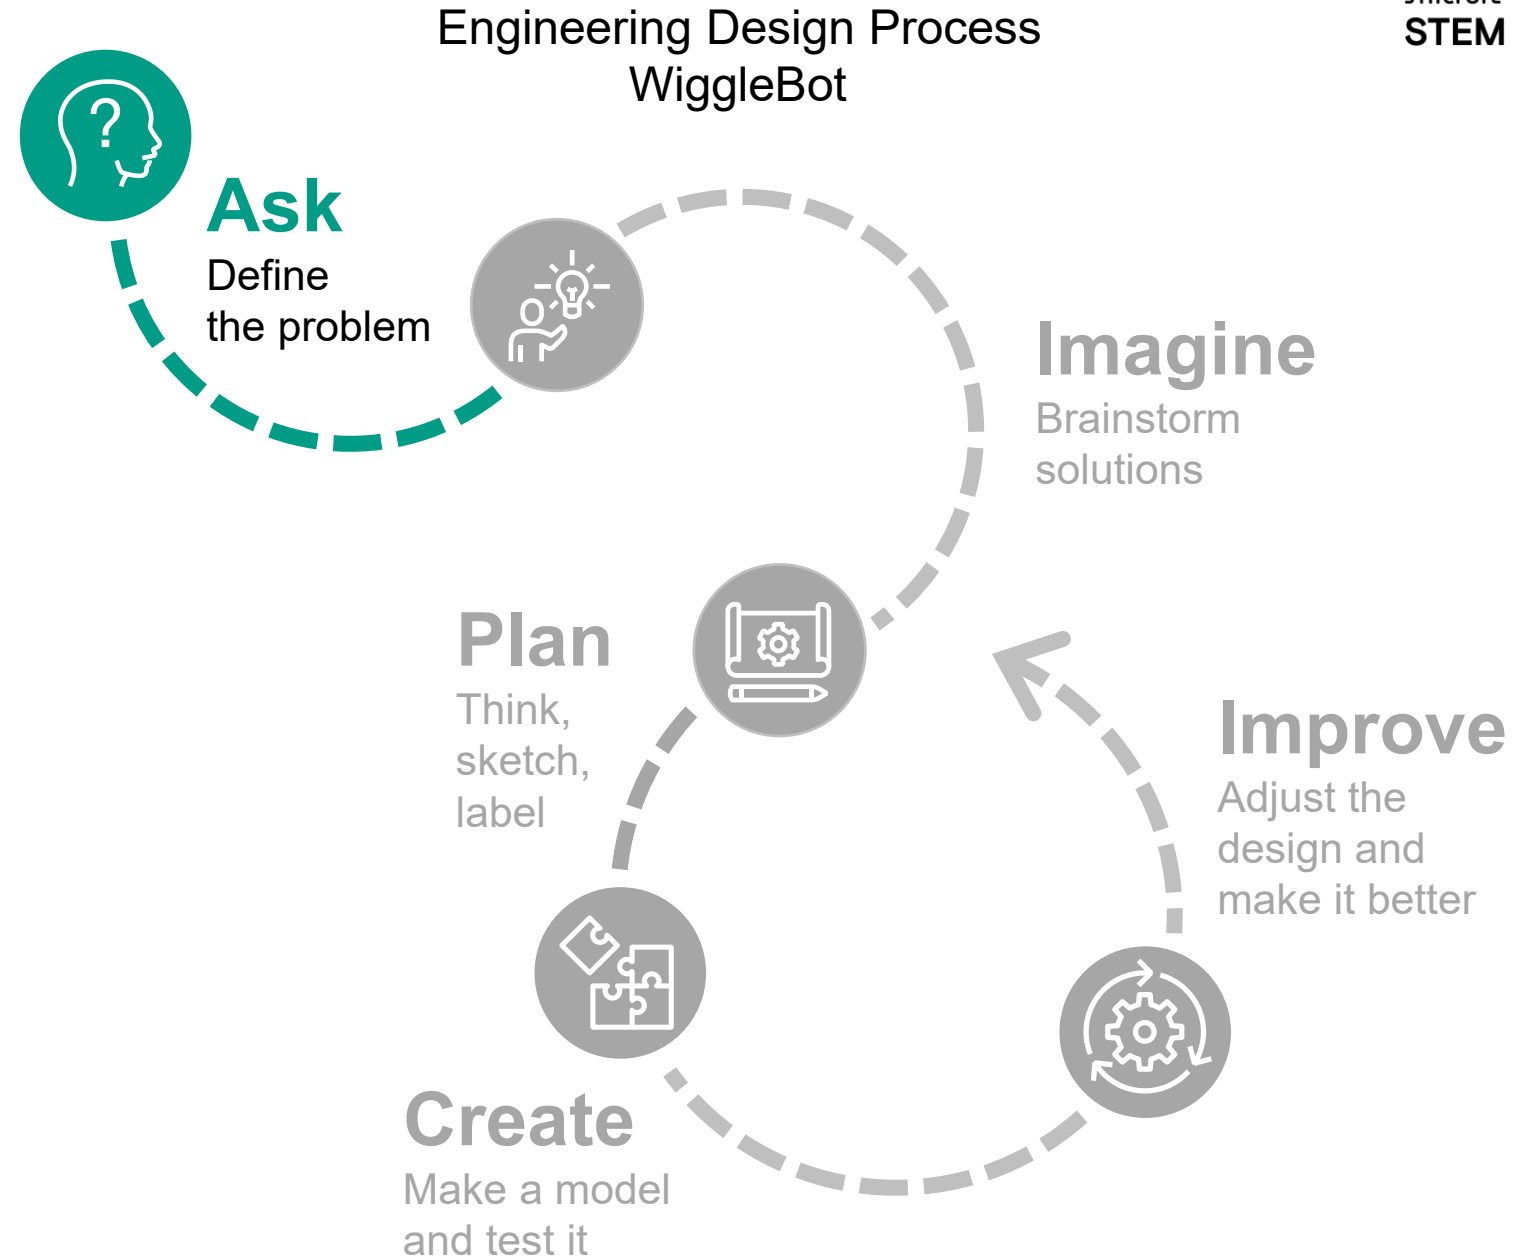 Engineering Design Process
WiggleBot
STEM
?
Ask
Define
the problem
Imagine
Brainstorm
solutions
Plan
Think,
sketch,
label
Improve
Adjust the
design and
make it better
Create
Make a model
and test it